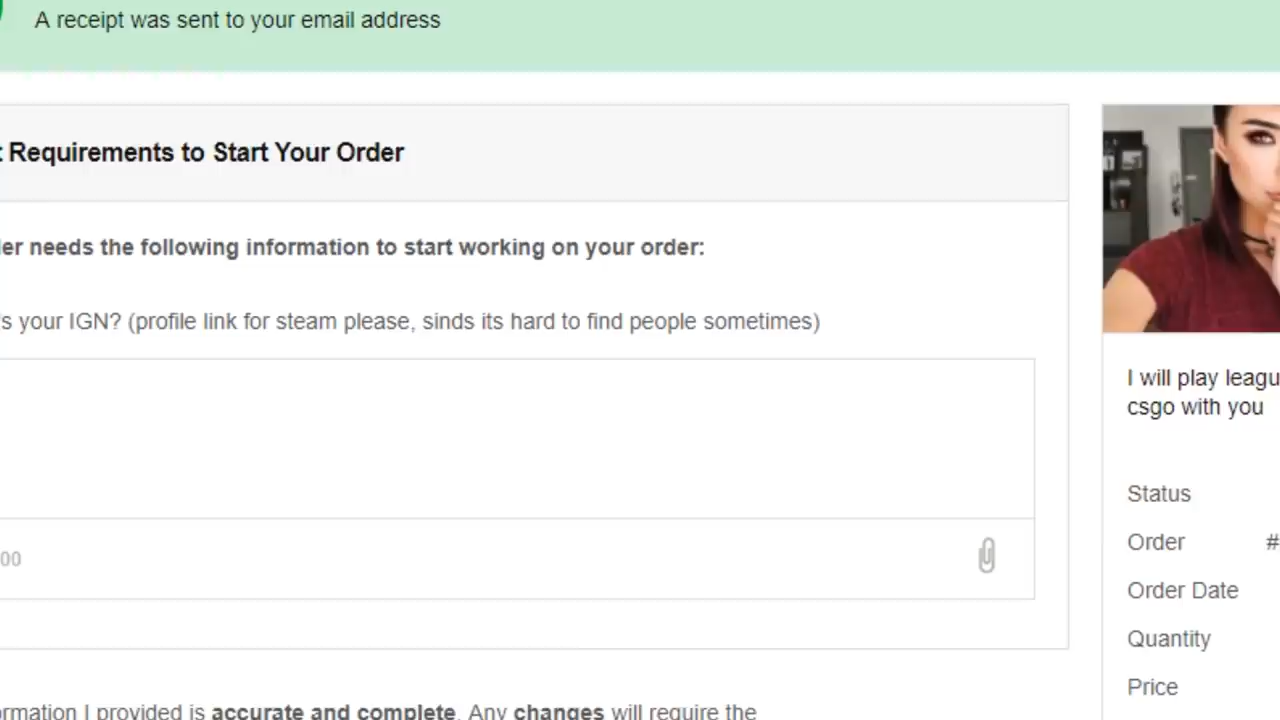 A receipt was sent to your email address
Requirements to Start Your Order
needs the following information to start working on your order:
your IGN? (profile link for steam please, sinds its hard to find people sometimes)
I will play leagu
csgo with you
00
Status
Order #
Order Date
Quantity
Price
I provided is accurate and complete. Any changes will require the